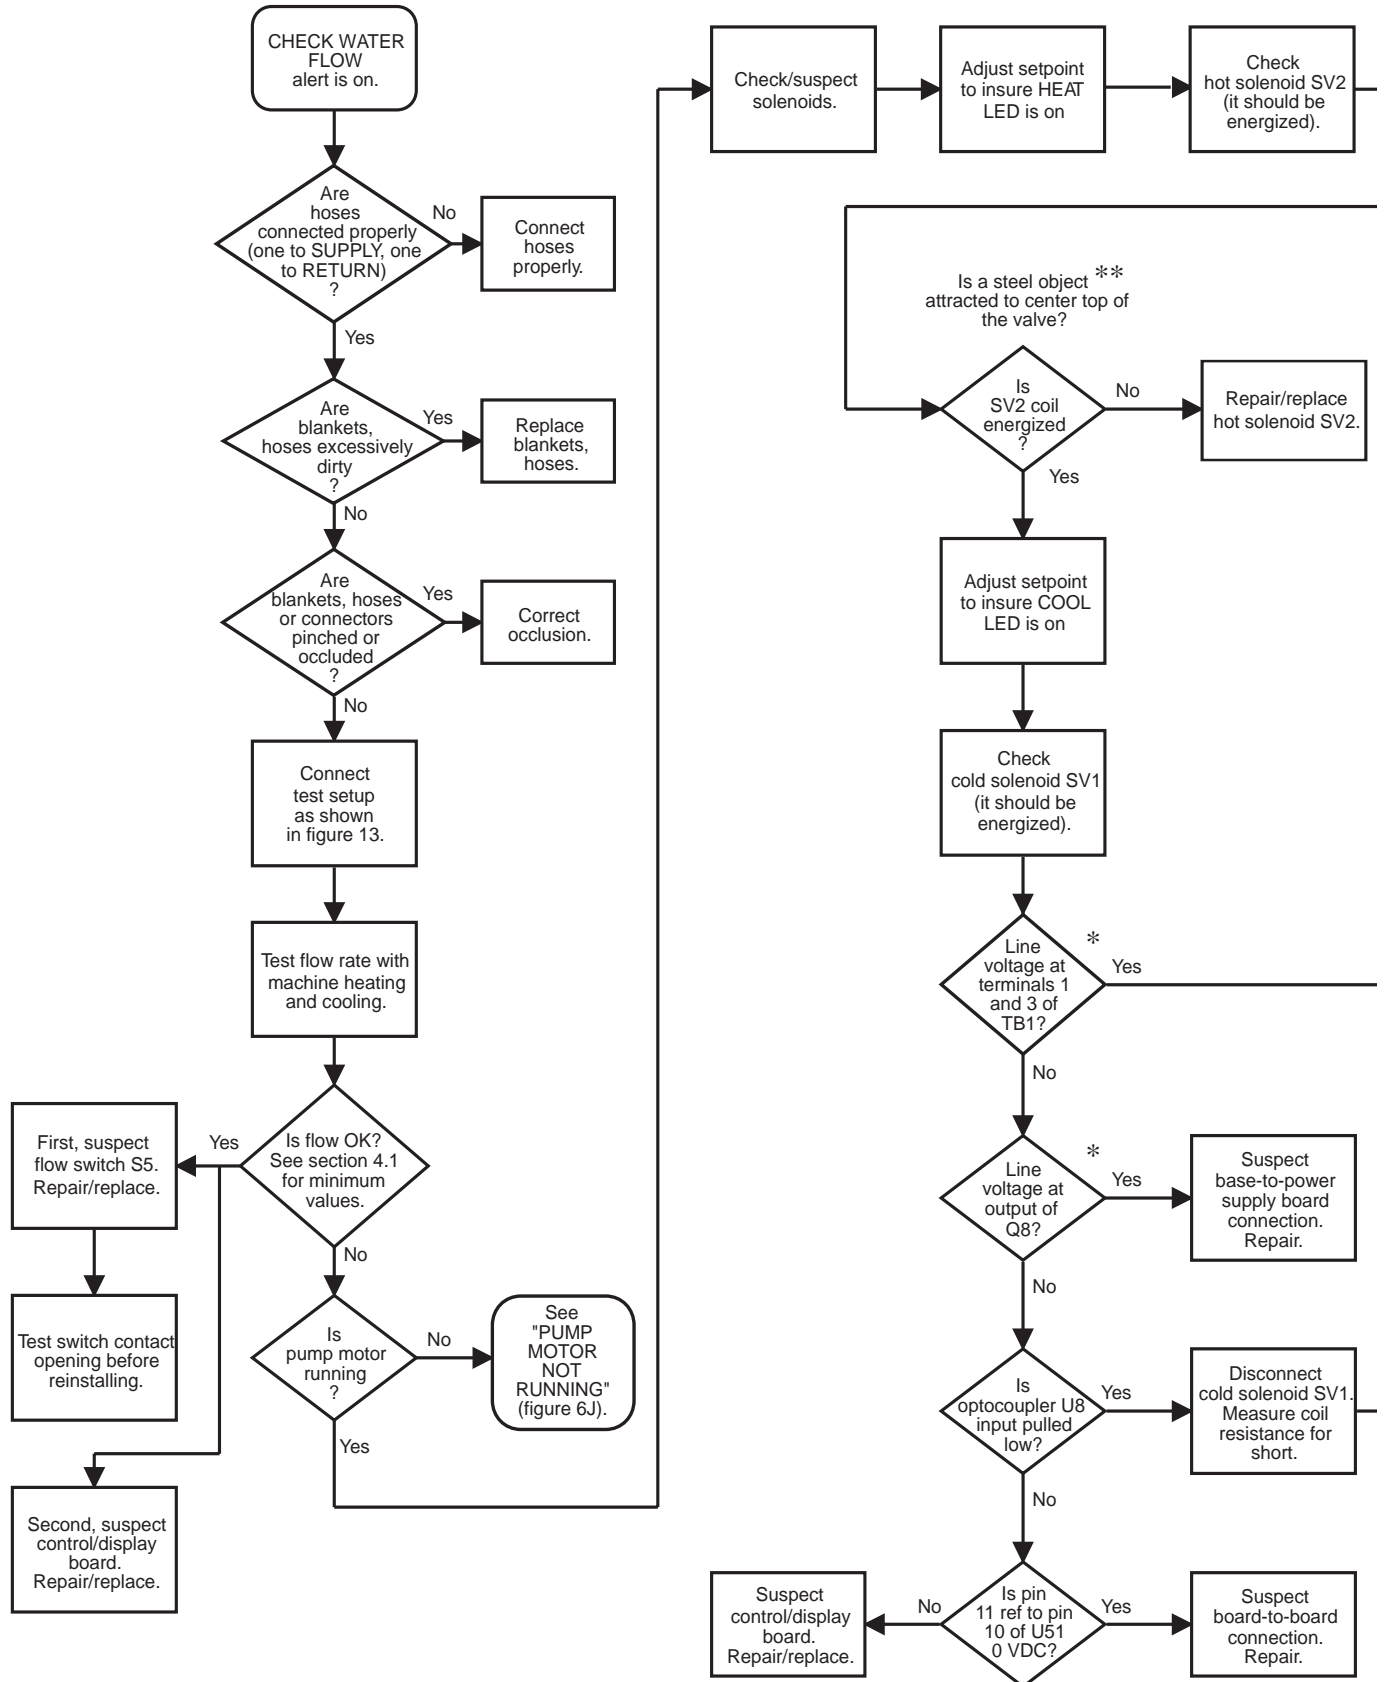 CHECK WATER
FLOW
alert is on.
Are
hoses
connected properly
(one to SUPPLY, one
to RETURN)
?
No
Connect
hoses
properly.
Yes
Are
blankets,
hoses excessively
dirty
?
Yes
Replace
blankets,
hoses.
No
Are
blankets, hoses
or connectors
pinched or
occluded
?
Yes
Correct
occlusion.
No
Connect
test setup
as shown
in figure 13.
Test flow rate with
machine heating
and cooling.
Is flow OK?
See section 4.1
for minimum
values.
Yes
First, suspect
flow switch S5.
Repair/replace.
Test switch contact
opening before
reinstalling.
Second, suspect
control/display
board.
Repair/replace.
No
Is
pump motor
running
?
No
See
"PUMP
MOTOR
NOT
RUNNING"
(figure 6J).
Yes
Check/suspect
solenoids.
Adjust setpoint
to insure HEAT
LED is on
Check
hot solenoid SV2
(it should be
energized).
Is a steel object **
attracted to center top of
the valve?
Is
SV2 coil
energized
?
No
Repair/replace
hot solenoid SV2.
Yes
Adjust setpoint
to insure COOL
LED is on
Check
cold solenoid SV1
(it should be
energized).
Line
voltage at
terminals 1
and 3 of
TB1?
*
Yes
No
Line
voltage at
output of
Q8?
*
Yes
Suspect
base-to-power
supply board
connection.
Repair.
No
Is
optocoupler U8
input pulled
low?
Yes
Disconnect
cold solenoid SV1.
Measure coil
resistance for
short.
No
Is pin
11 ref to pin
10 of U51
0 VDC?
No
Suspect
control/display
board.
Repair/replace.
Yes
Suspect
board-to-board
connection.
Repair.